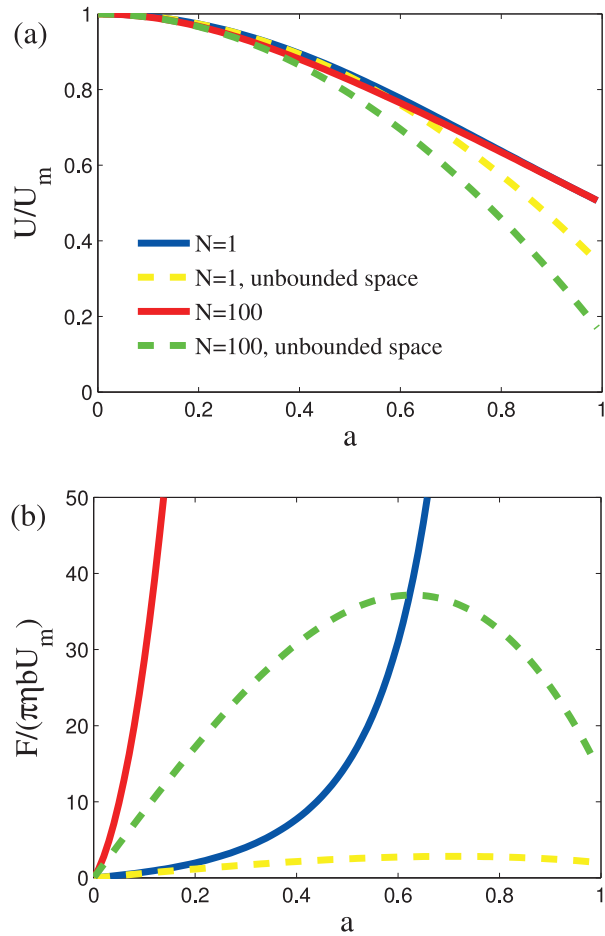 (a)
1
0.8
0.6
0.4
0.2
0
U/U_m
N=1
N=1, unbounded space
N=100
N=100, unbounded space
0 0.2 0.4 0.6 0.8 1
a
(b)
50
40
30
20
10
0
F/(πηbU_m)
0 0.2 0.4 0.6 0.8 1
a